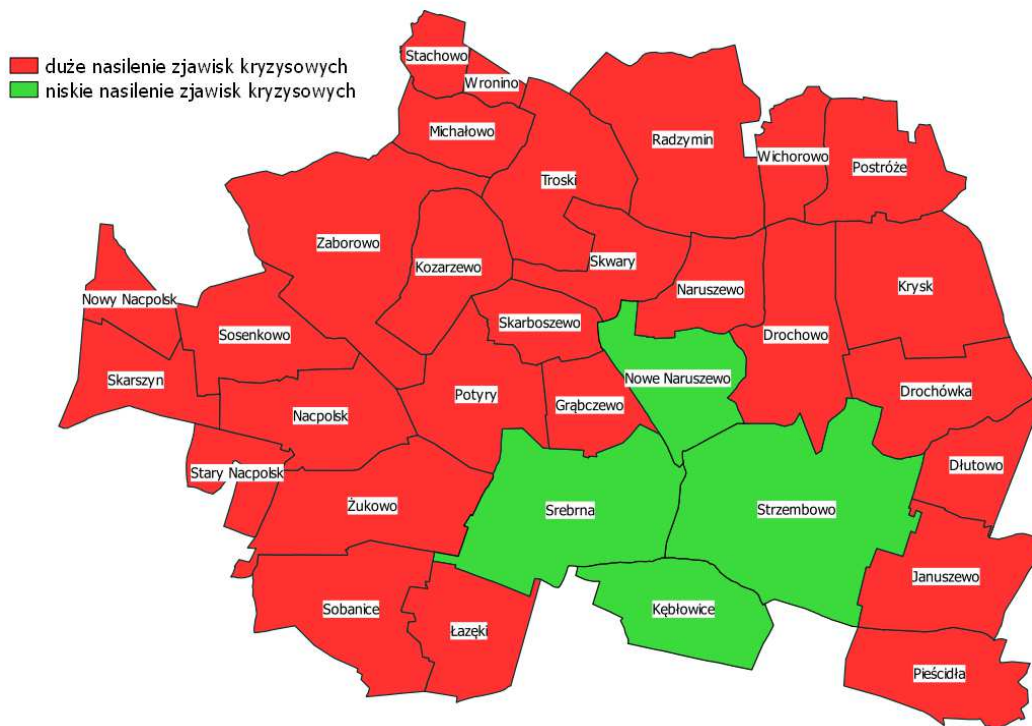 duże nasilenie zjawisk kryzysowych
niskie nasilenie zjawisk kryzysowych
Stachowo
Wronino
Michałowo
Radzymin
Wichorowo
Postróże
Troski
Zaborowo
Kozarzewo
Skwary
Naruszewo
Krysk
Nowy Nacpolsk
Sosenkowo
Skarboszewo
Drochowo
Skarszyn
Nowe Naruszewo
Drochówka
Nacpolsk
Potyry
Grąbczewo
Stary Nacpolsk
Dłutowo
Żukowo
Srebrna
Strzembowo
Januszewo
Sobanice
Łazęki
Kębłowice
Pieścidła